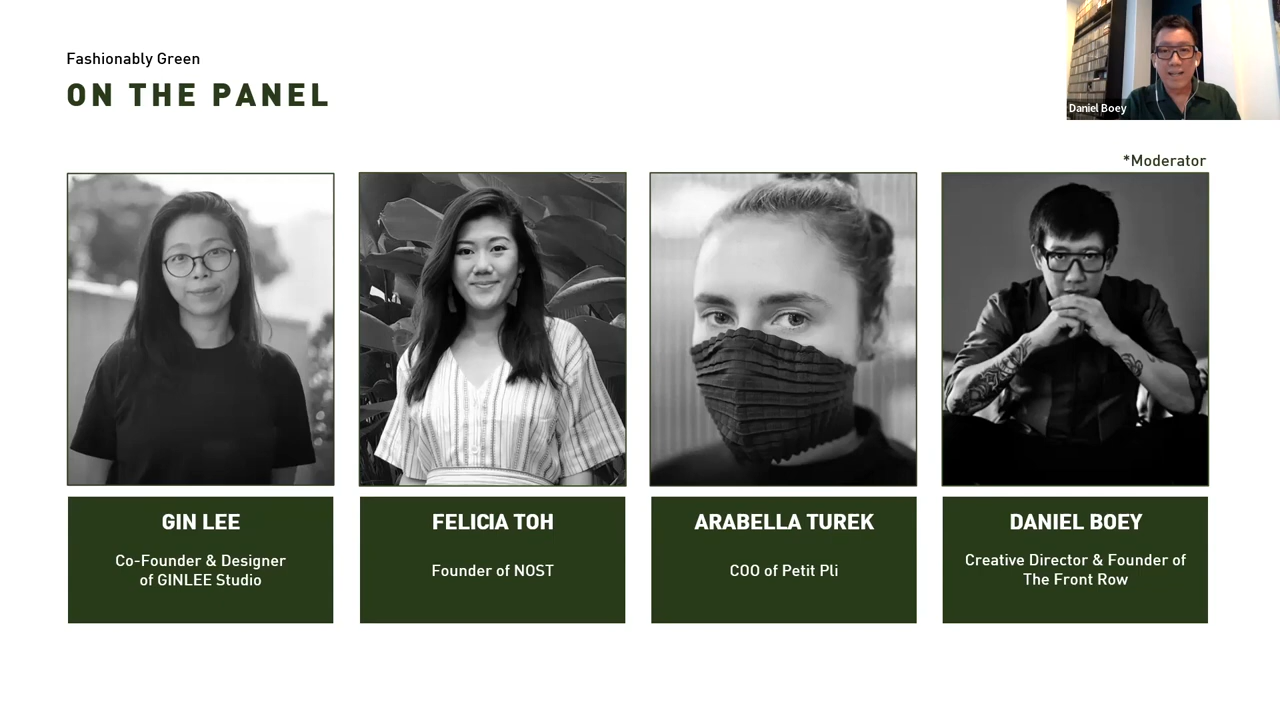 Fashionably Green
ON THE PANEL
Daniel Boey
*Moderator
GIN LEE
Co-Founder & Designer
of GINLEE Studio
FELICIA TOH
Founder of NOST
ARABELLA TUREK
COO of Petit Pli
DANIEL BOEY
Creative Director & Founder of
The Front Row